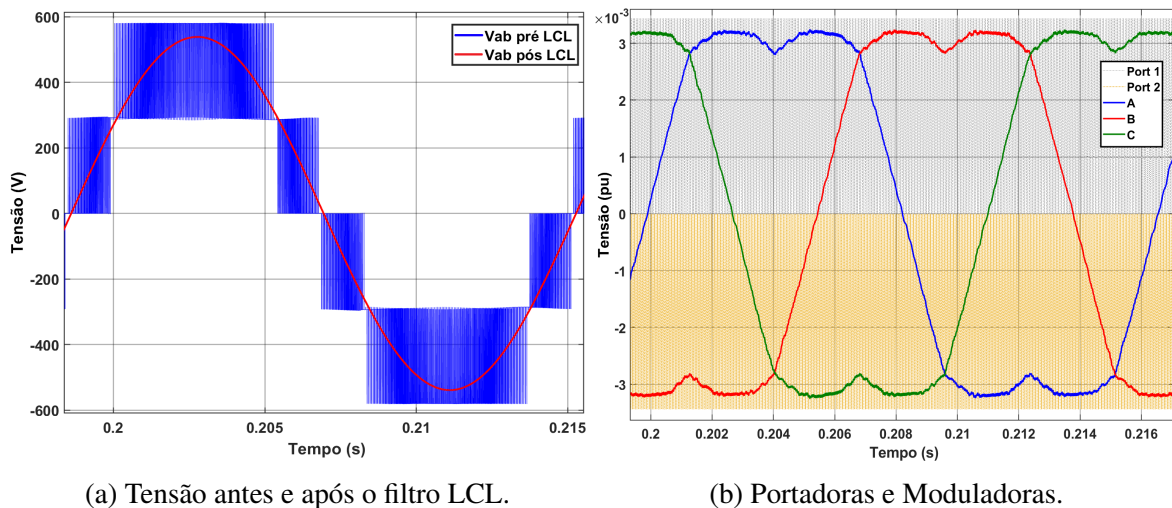 600
400
200
0
-200
-400
-600
Tensão (V)
0.2
0.205
0.21
0.215
Tempo (s)
Vab pré LCL
Vab pós LCL
(a) Tensão antes e após o filtro LCL.
×10⁻³
3
2
1
0
-1
-2
-3
Tensão (pu)
0.2
0.202
0.204
0.206
0.208
0.21
0.212
0.214
0.216
Tempo (s)
Port 1
Port 2
A
B
C
(b) Portadoras e Moduladoras.